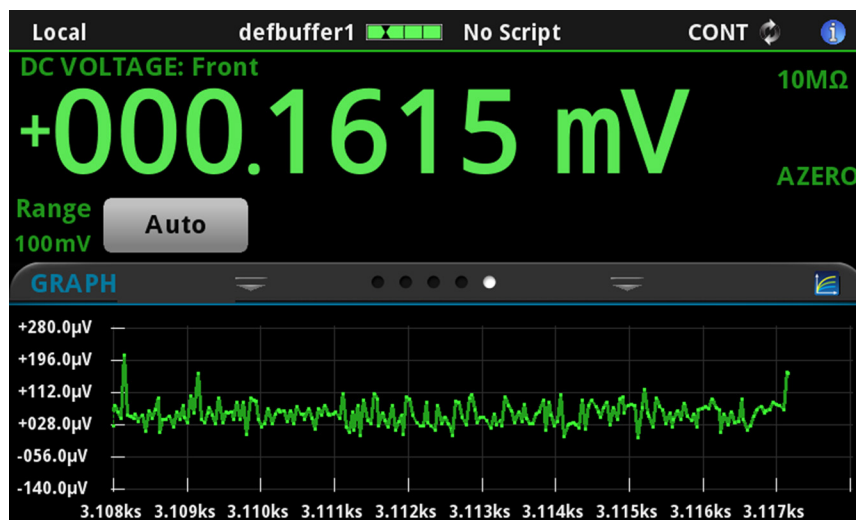 Local defbuffer1 No Script CONT i
DC VOLTAGE: Front
10MΩ
+000.1615 mV
AZERO
Range
100mV
Auto
GRAPH
+280.0µV
+196.0µV
+112.0µV
+028.0µV
-056.0µV
-140.0µV
3.108ks 3.109ks 3.110ks 3.111ks 3.112ks 3.113ks 3.114ks 3.115ks 3.116ks 3.117ks